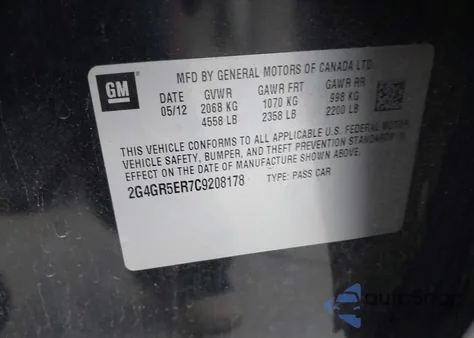 GM
MFD BY GENERAL MOTORS OF CANADA LTD.
DATE GVWR GAWR FRT GAWR RR
05/12 2068 KG 1070 KG 998 KG
4558 LB 2358 LB 2200 LB
THIS VEHICLE CONFORMS TO ALL APPLICABLE U.S. FEDERAL MOTOR
VEHICLE SAFETY, BUMPER, AND THEFT PREVENTION STANDARDS IN
EFFECT ON THE DATE OF MANUFACTURE SHOWN ABOVE.
2G4GR5ER7C9208178 TYPE: PASS CAR